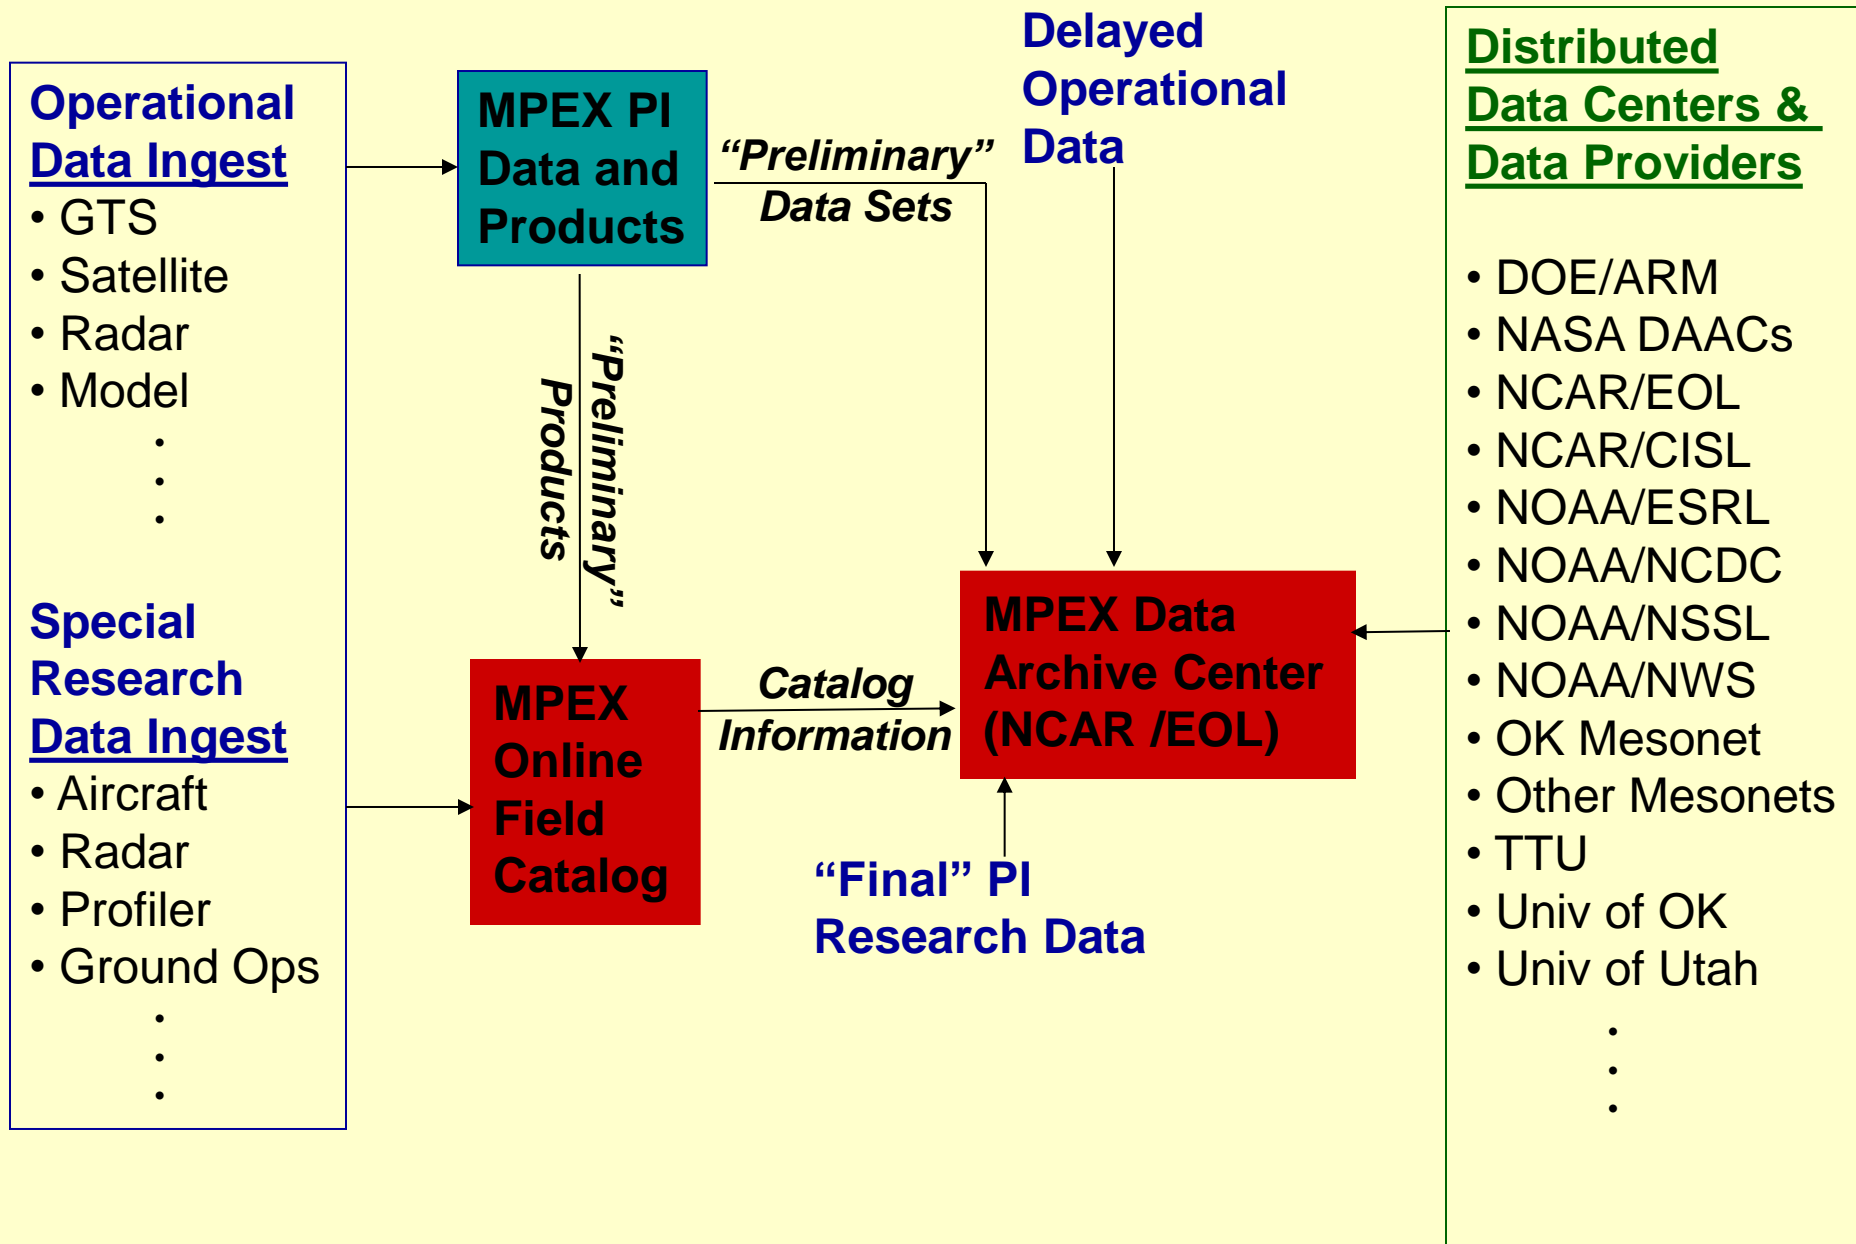 Operational
Data Ingest
• GTS
• Satellite
• Radar
• Model
•
•
•
Special
Research
Data Ingest
• Aircraft
• Radar
• Profiler
• Ground Ops
•
•
•
MPEX PI
Data and
Products
“Preliminary”
Data Sets
“Preliminary”
Products
MPEX
Online
Field
Catalog
Catalog
Information
Delayed
Operational
Data
MPEX Data
Archive Center
(NCAR /EOL)
“Final” PI
Research Data
Distributed
Data Centers &
Data Providers
• DOE/ARM
• NASA DAACs
• NCAR/EOL
• NCAR/CISL
• NOAA/ESRL
• NOAA/NCDC
• NOAA/NSSL
• NOAA/NWS
• OK Mesonet
• Other Mesonets
• TTU
• Univ of OK
• Univ of Utah
•
•
•